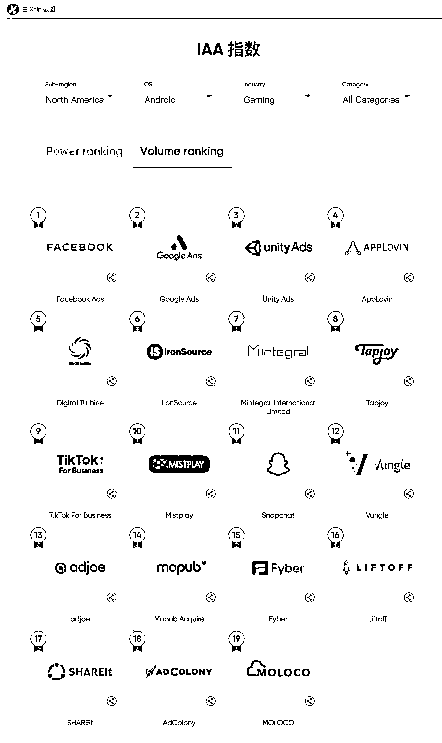 IAA 指数
Sub-region OS Industry Category
North America Android Gaming All Categories
Power ranking Volume ranking
1 2 3 4
FACEBOOK Google Ads unity Ads APPLOVIN
Facebook Ads Google Ads Unity Ads AppLovin
5 6 7 8
ironSource Mintegral Tapjoy
Digital Turbine IronSource Mintegral International Limited Tapjoy
9 10 11 12
TikTok: For Business MISTPLAY Vungle
TikTok For Business Mistplay Snapchat Vungle
13 14 15 16
adjoe mopub Fyber LIFTOFF
adjoe Mopub Acquire Fyber Liftoff
17 18 19
SHAREit ADCOLONY MOLOCO
SHAREit AdColony MOLOCO